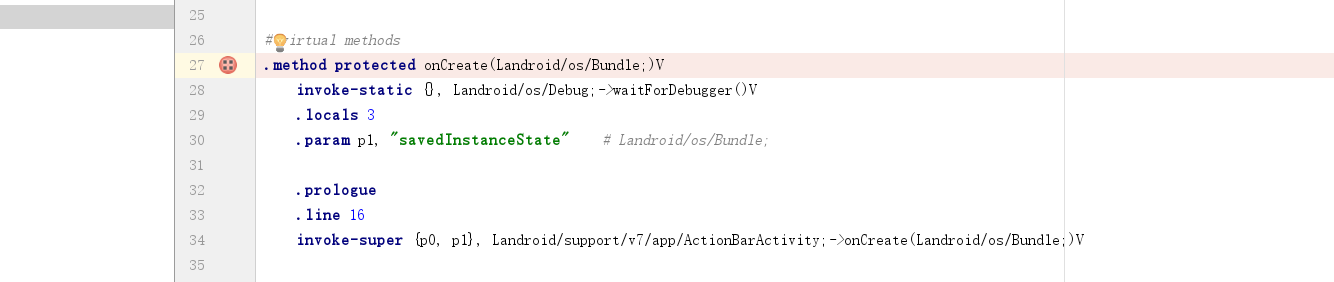 25
26 # virtual methods
27 .method protected onCreate(Landroid/os/Bundle;)V
28 invoke-static {}, Landroid/os/Debug;->waitForDebugger()V
29 .locals 3
30 .param p1, "savedInstanceState" # Landroid/os/Bundle;
31
32 .prologue
33 .line 16
34 invoke-super {p0, p1}, Landroid/support/v7/app/ActionBarActivity;->onCreate(Landroid/os/Bundle;)V
35